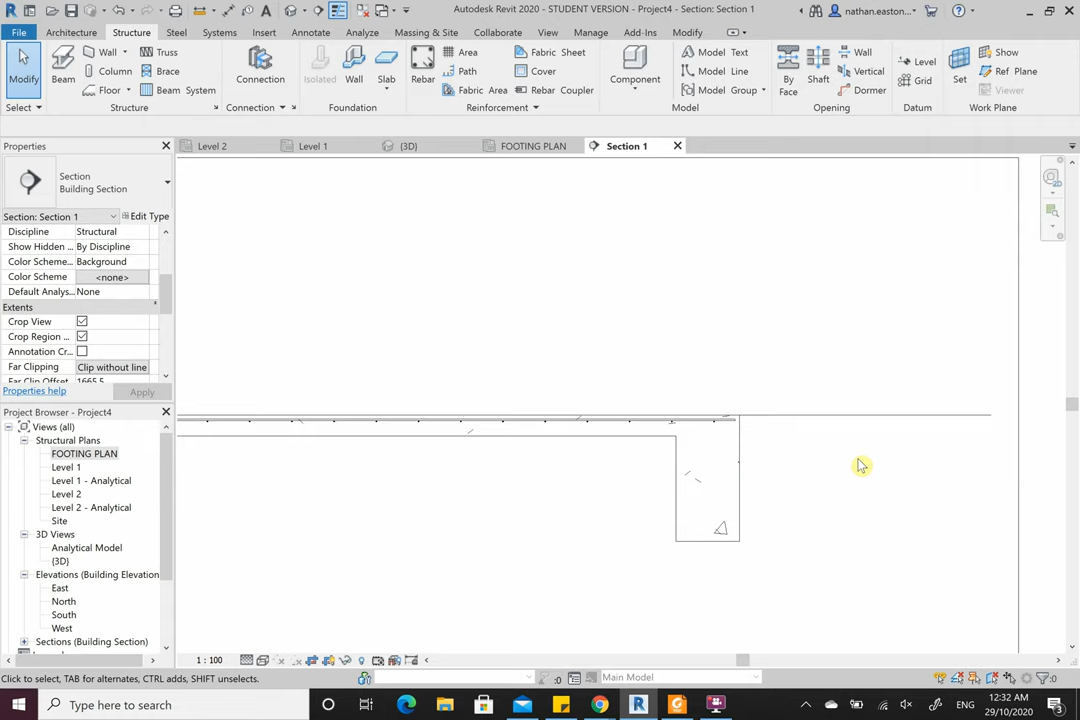 Autodesk Revit 2020 - STUDENT VERSION - Project4 - Section: Section 1
nathan.easton...
File Architecture Structure Steel Systems Insert Annotate Analyze Massing & Site Collaborate View Manage Add-Ins Modify
Modify
Select
Beam
Wall
Column
Floor
Truss
Brace
Beam System
Structure
Connection
Connection
Isolated
Wall
Slab
Foundation
Rebar
Area
Path
Fabric Area
Fabric Sheet
Cover
Rebar Coupler
Reinforcement
Component
Model Text
Model Line
Model Group
Model
By Face
Shaft
Wall
Vertical
Dormer
Opening
Level
Grid
Datum
Set
Show
Ref Plane
Viewer
Work Plane
Properties
Level 2
Level 1
{3D}
FOOTING PLAN
Section 1
Section
Building Section
Section: Section 1
Edit Type
Discipline Structural
Show Hidden ... By Discipline
Color Scheme... Background
Color Scheme <none>
Default Analys... None
Extents
Crop View
Crop Region ...
Annotation Cr...
Far Clipping Clip without line
Far Clip Offset 1665.5
Properties help
Apply
Project Browser - Project4
Views (all)
Structural Plans
FOOTING PLAN
Level 1
Level 1 - Analytical
Level 2
Level 2 - Analytical
Site
3D Views
Analytical Model
{3D}
Elevations (Building Elevation
East
North
South
West
Sections (Building Section)
1 : 100
2D
Click to select, TAB for alternates, CTRL adds, SHIFT unselects.
:0
Main Model
:0
Type here to search
ENG
12:32 AM
29/10/2020
3